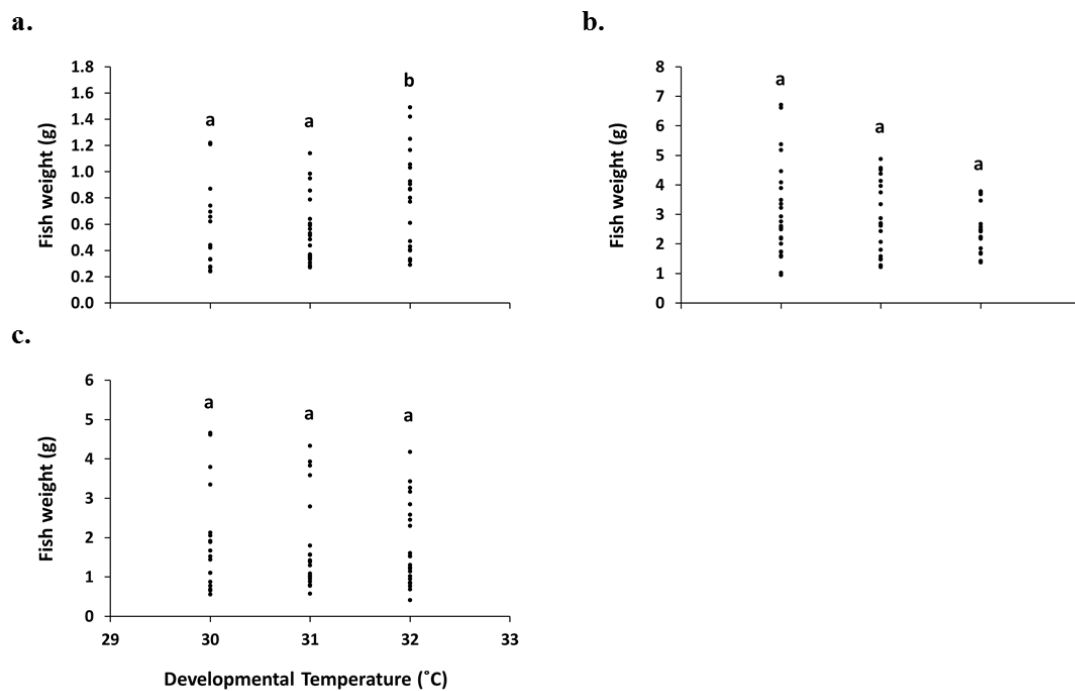 a.
Fish weight (g)
1.8
1.6
1.4
1.2
1.0
0.8
0.6
0.4
0.2
0.0
a
a
b
b.
Fish weight (g)
8
7
6
5
4
3
2
1
0
a
a
a
c.
Fish weight (g)
6
5
4
3
2
1
0
a
a
a
29 30 31 32 33
Developmental Temperature (˚C)